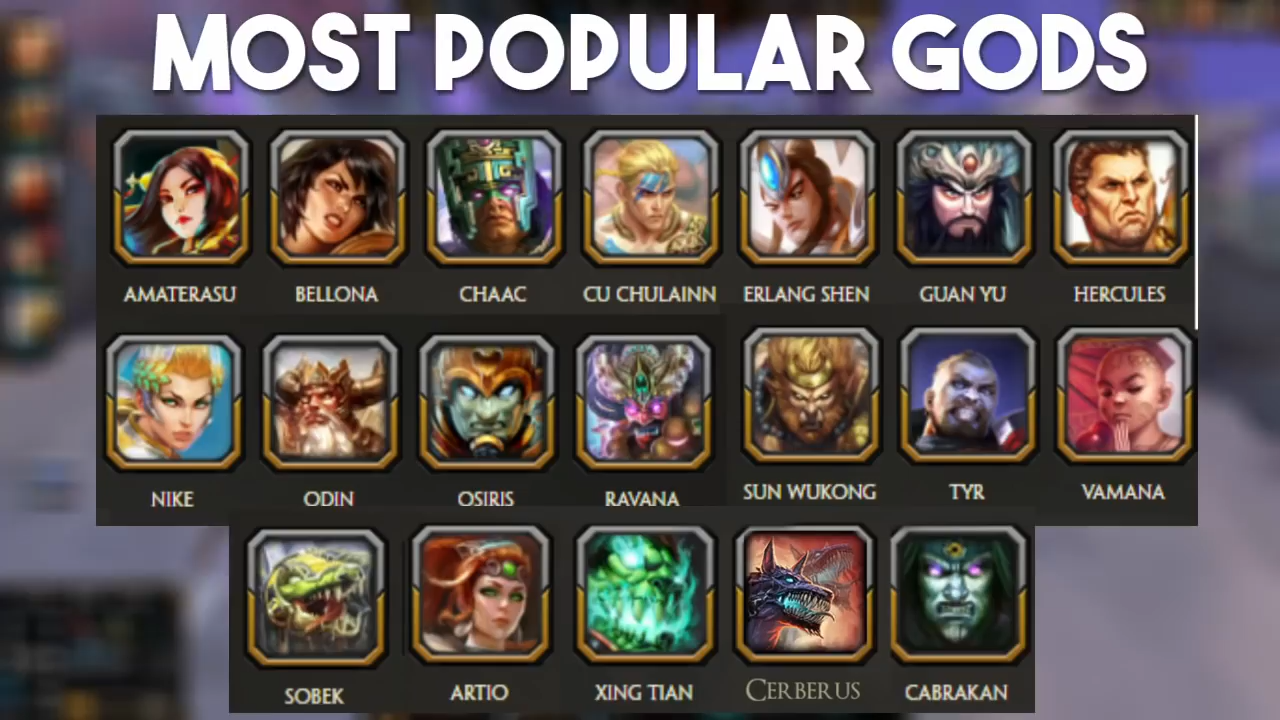 MOST POPULAR GODS
AMATERASU BELLONA CHAAC CU CHULAINN ERLANG SHEN GUAN YU HERCULES
NIKE ODIN OSIRIS RAVANA SUN WUKONG TYR VAMANA
SOBEK ARTIO XING TIAN CERBERUS CABRAKAN